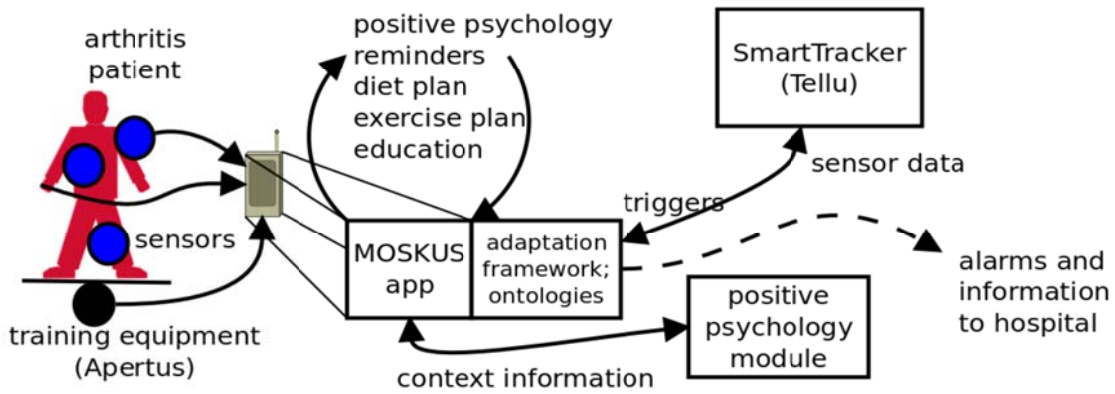 arthritis
patient
positive psychology
reminders
diet plan
exercise plan
education
SmartTracker
(Tellu)
sensor data
triggers
sensors
MOSKUS
app
adaptation
framework;
ontologies
training equipment
(Apertus)
positive
psychology
module
alarms and
information
to hospital
context information